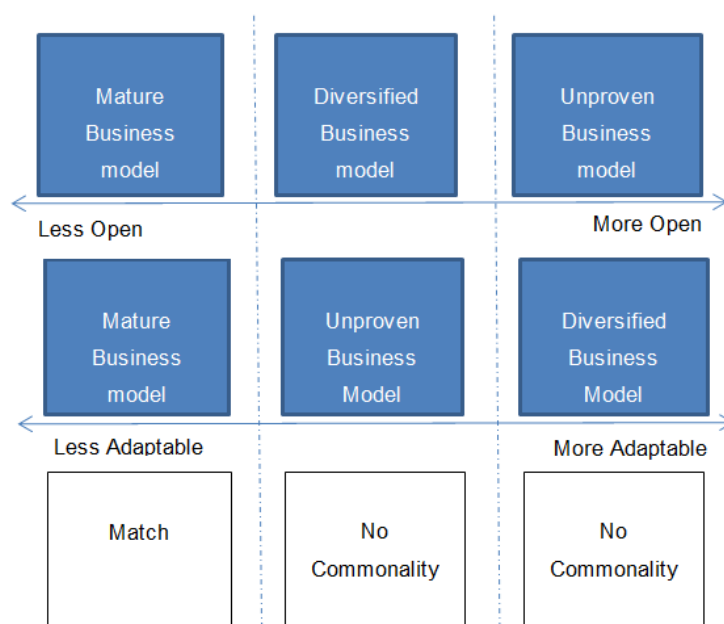 Mature
Business
model
Diversified
Business
model
Unproven
Business
model
Less Open
More Open
Mature
Business
model
Unproven
Business
Model
Diversified
Business
Model
Less Adaptable
More Adaptable
Match
No
Commonality
No
Commonality